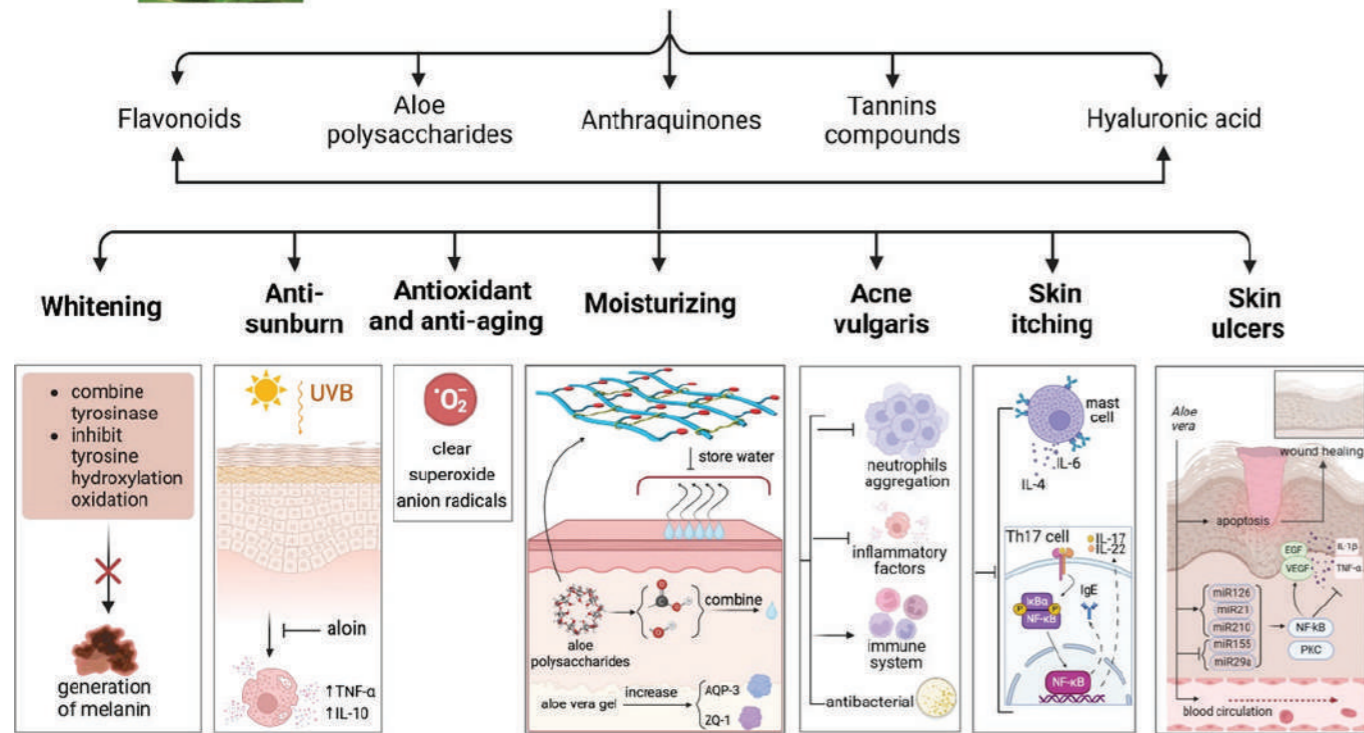 Flavonoids
Aloe
polysaccharides
Anthraquinones
Tannins
compounds
Hyaluronic acid
Whitening
Anti-
sunburn
Antioxidant
and anti-aging
Moisturizing
Acne
vulgaris
Skin
itching
Skin
ulcers
• combine
tyrosinase
• inhibit
tyrosine
hydroxylation
oxidation
generation
of melanin
UVB
aloin
↑TNF-α
↑IL-10
·O₂⁻
clear
superoxide
anion radicals
store water
aloe
polysaccharides
combine
aloe vera gel
increase
AQP-3
ZQ-1
neutrophils
aggregation
inflammatory
factors
immune
system
antibacterial
mast
cell
IL-6
IL-4
Th17 cell
IL-17
IL-22
IgE
IκBα
P
P
NF-κB
NF-κB
Aloe
vera
wound healing
apoptosis
EGF
VEGF
IL-1β
TNF-α
miR126
miR21
miR210
miR155
miR29a
NF-kB
PKC
blood circulation